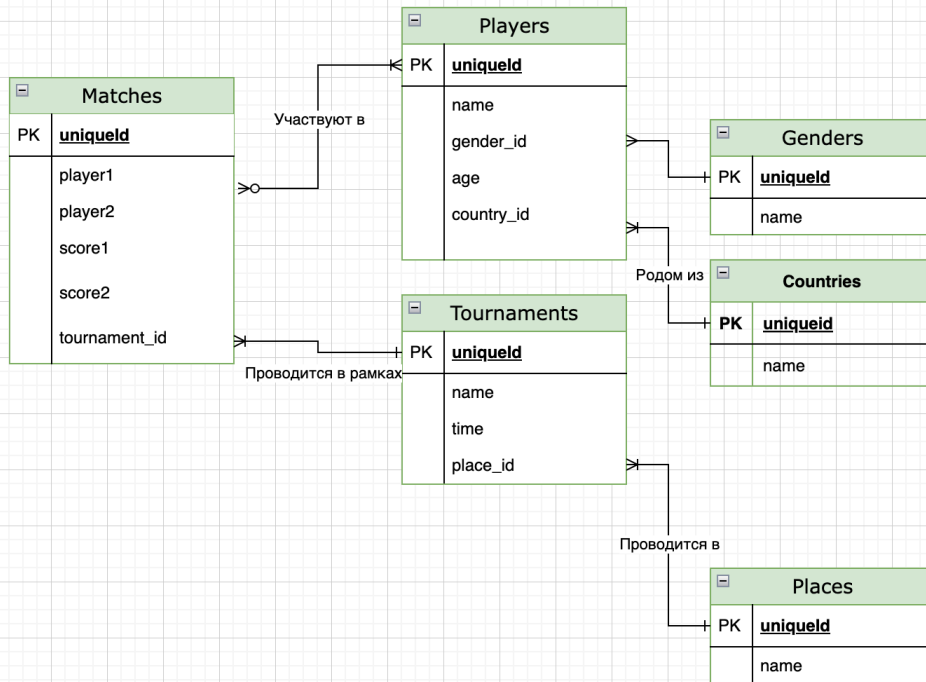 Players
PK uniqueId
name
gender_id
age
country_id
Matches
PK uniqueId
player1
player2
score1
score2
tournament_id
Участвуют в
Genders
PK uniqueId
name
Родом из
Countries
PK uniqueid
name
Tournaments
PK uniqueId
name
time
place_id
Проводится в рамках
Проводится в
Places
PK uniqueId
name